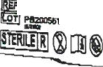 REF
LOT PB200561
STERILE R